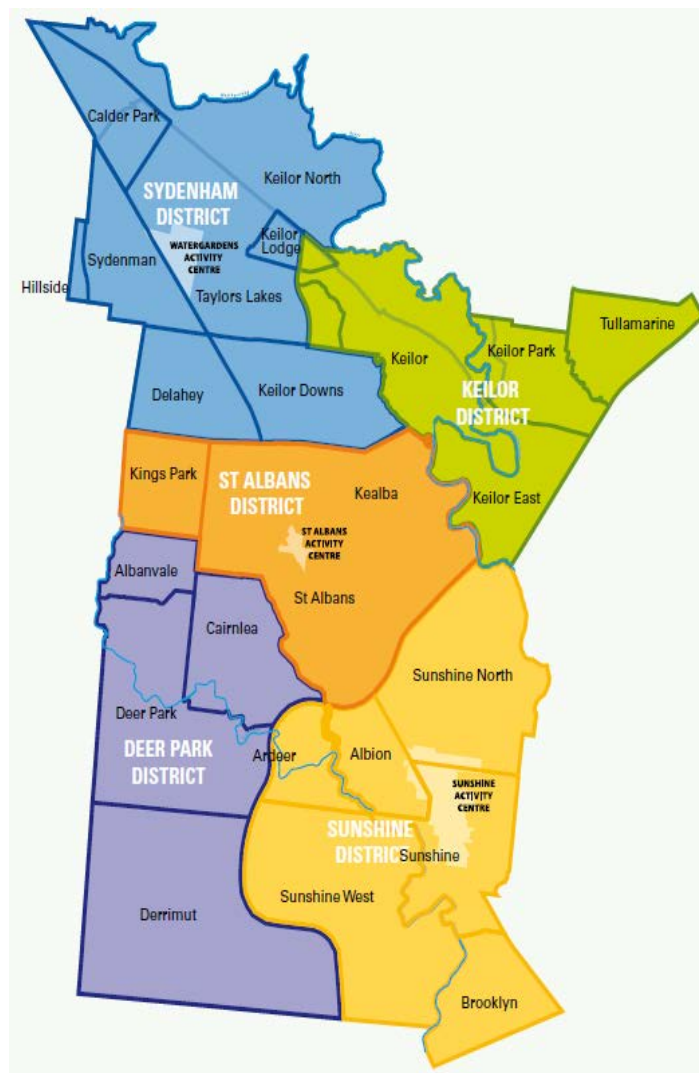 Calder Park
Keilor North
SYDENHAM
DISTRICT
Keilor
Lodge
WATERGARDENS
ACTIVITY
CENTRE
Sydenman
Hillside
Taylors Lakes
Tullamarine
Keilor
Keilor Park
KEILOR
DISTRICT
Delahey
Keilor Downs
Kings Park
ST ALBANS
DISTRICT
Kealba
Keilor East
ST ALBANS
ACTIVITY
CENTRE
Albanvale
St Albans
Cairnlea
Sunshine North
Deer Park
DEER PARK
DISTRICT
Ardeer
Albion
SUNSHINE
ACTIVITY
CENTRE
SUNSHINE
DISTRICT
Sunshine
Sunshine West
Derrimut
Brooklyn